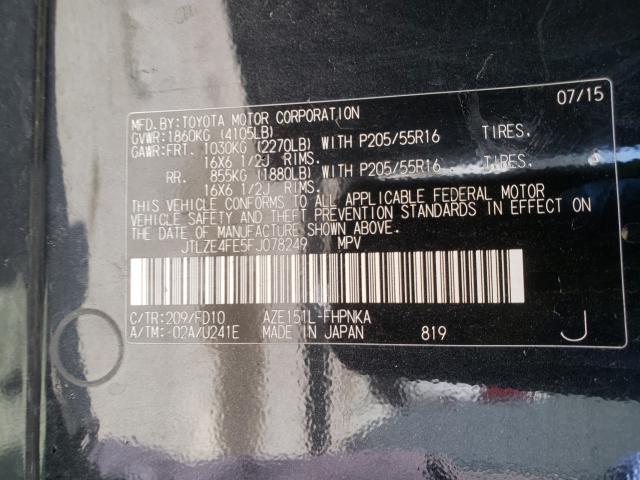 07/15
MFD.BY:TOYOTA MOTOR CORPORATION
GVWR:1860KG (4105LB)
GAWR:FRT. 1030KG (2270LB) WITH P205/55R16 TIRES.
16X6 1/2J RIMS.
RR. 855KG (1880LB) WITH P205/55R16 TIRES.
16X6 1/2J RIMS.
THIS VEHICLE CONFORMS TO ALL APPLICABLE FEDERAL MOTOR
VEHICLE SAFETY AND THEFT PREVENTION STANDARDS IN EFFECT ON
THE DATE OF MANUFACTURE SHOWN ABOVE.
JTLZE4FE5FJ078249 MPV
C/TR:209/FD10 AZE151L-FHPNKA
A/TM:-02A/U241E MADE IN JAPAN 819 J